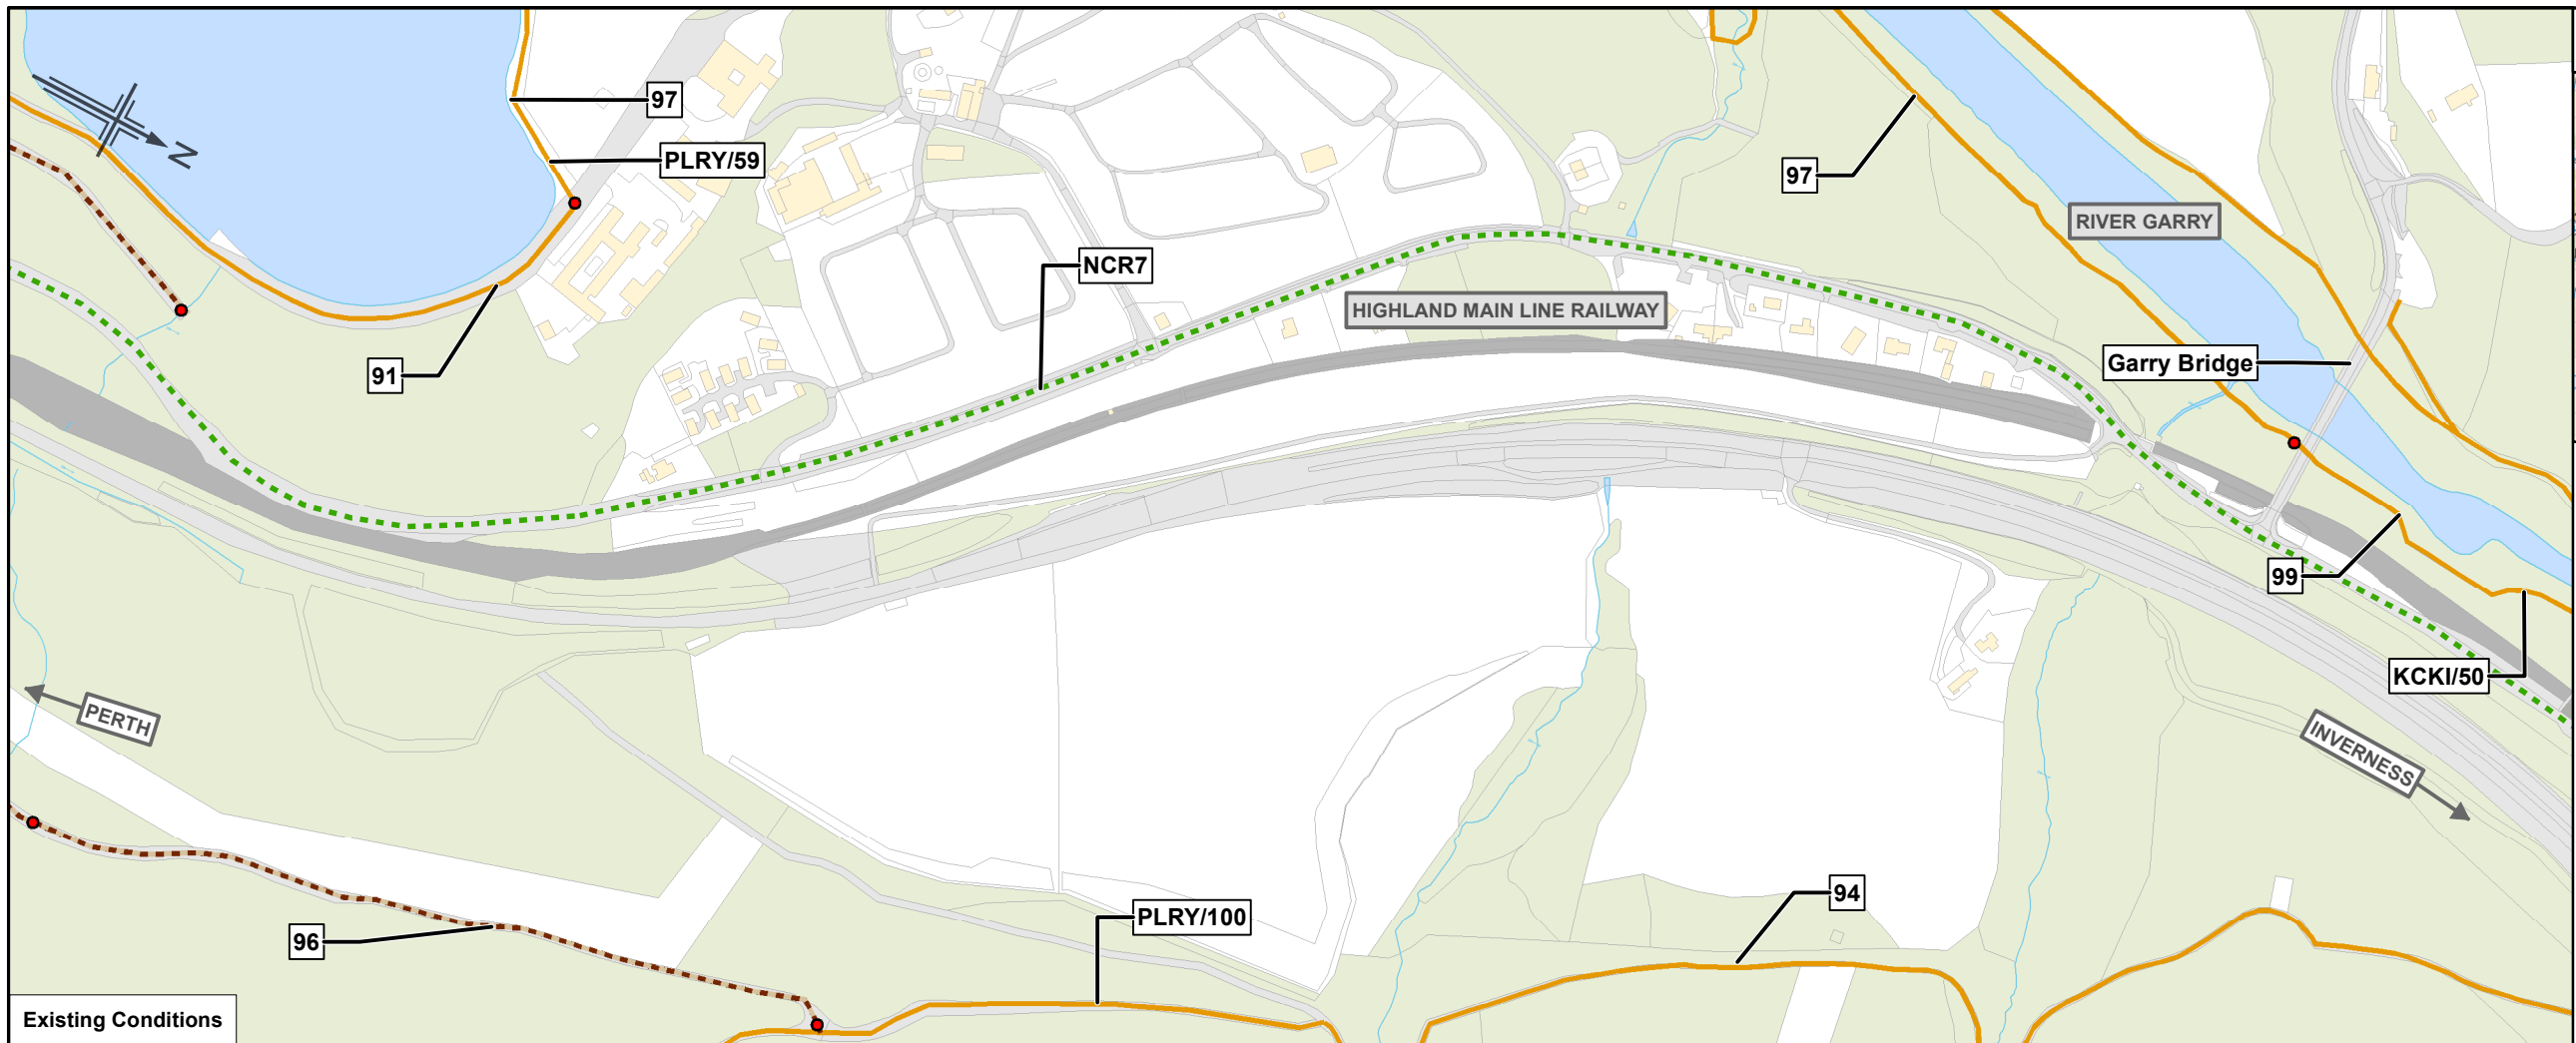 97
PLRY/59
N
97
RIVER GARRY
NCR7
HIGHLAND MAIN LINE RAILWAY
91
Garry Bridge
99
KCKI/50
PERTH
INVERNESS
94
PLRY/100
96
Existing Conditions